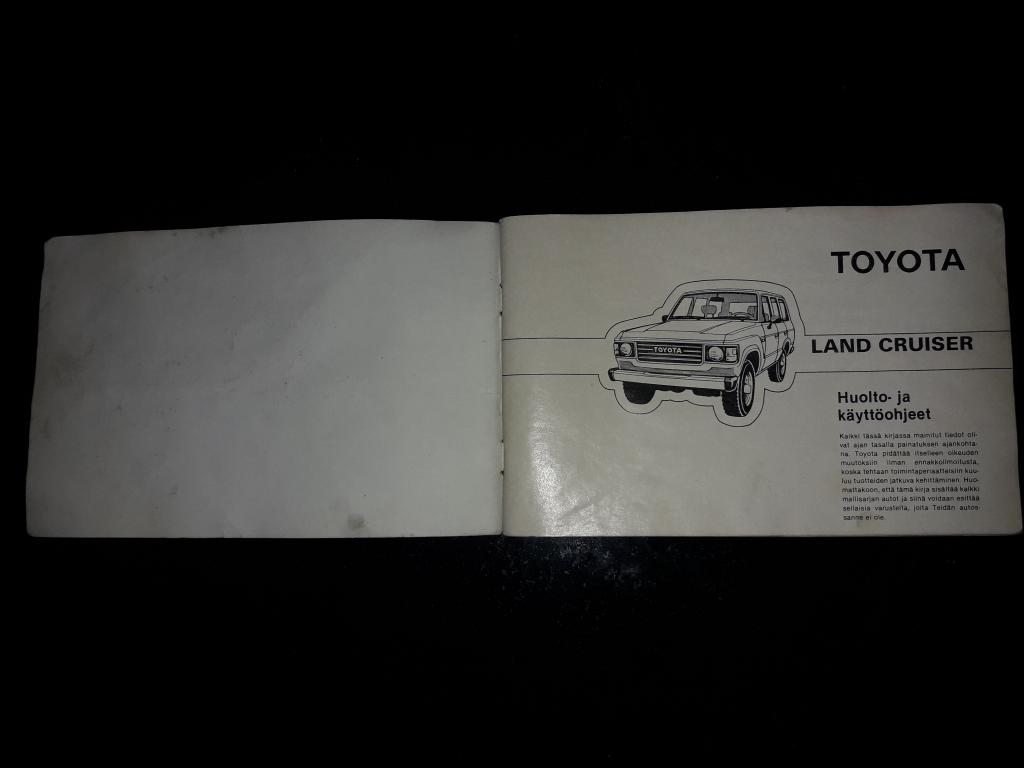 TOYOTA
LAND CRUISER
TOYOTA
Huolto- ja
käyttöohjeet
Kaikki tässä kirjassa mainitut tiedot oli-
vat ajan tasalla painatuksen ajankohta-
na. Toyota pidättää itselleen oikeuden
muutoksiin ilman ennakkoilmoitusta,
koska tehtaan toimintaperiaatteisiin kuu-
luu tuotteiden jatkuva kehittäminen. Huo-
mattakoon, että tämä kirja sisältää kaikki
mallisarjan autot ja siinä voidaan esittää
sellaisia varusteita, joita Teidän autos-
sanne ei ole.